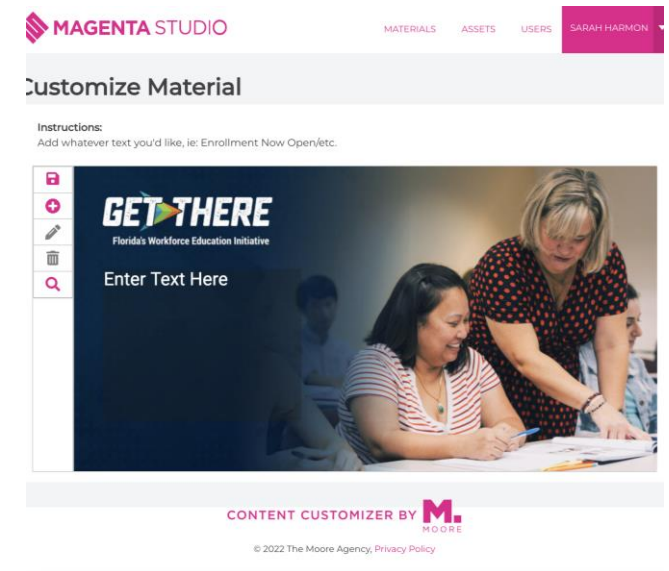 MAGENTA STUDIO
MATERIALS ASSETS USERS SARAH HARMON
Customize Material
Instructions:
Add whatever text you'd like, ie: Enrollment Now Open/etc.
GET THERE
Florida's Workforce Education Initiative
Enter Text Here
CONTENT CUSTOMIZER BY M.
MOORE
© 2022 The Moore Agency, Privacy Policy